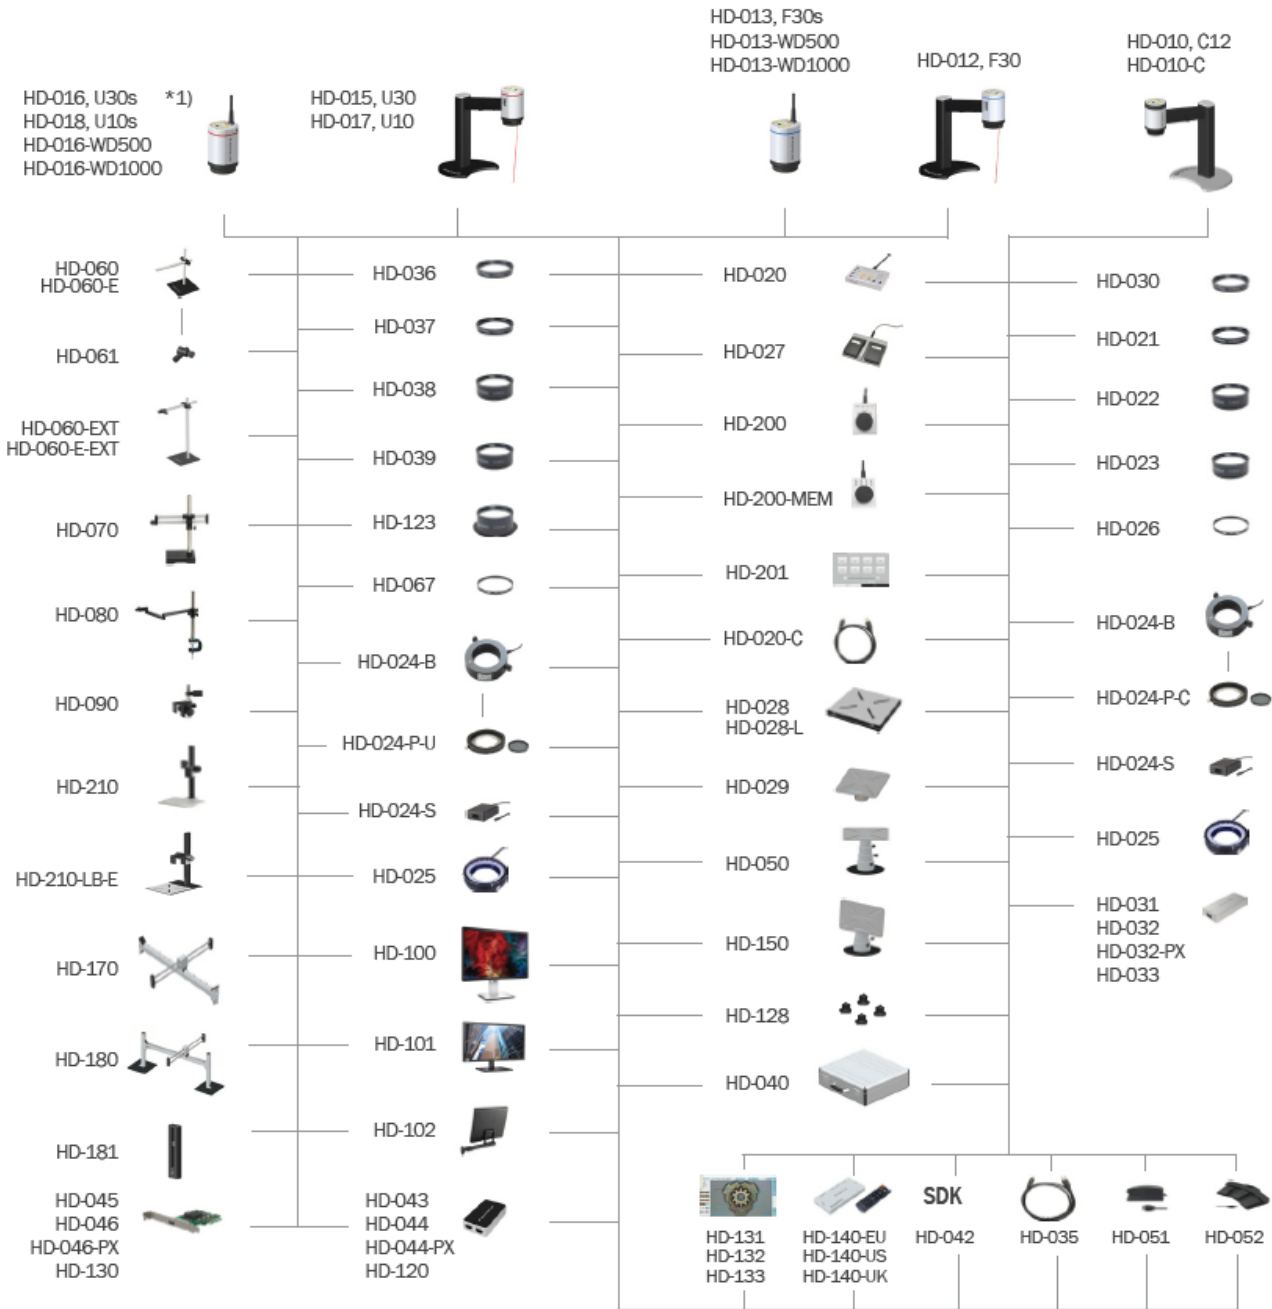 HD-016, U30s *1)
HD-018, U10s
HD-016-WD500
HD-016-WD1000
HD-015, U30
HD-017, U10
HD-013, F30s
HD-013-WD500
HD-013-WD1000
HD-012, F30
HD-010, C12
HD-010-C
HD-060
HD-060-E
HD-061
HD-060-EXT
HD-060-E-EXT
HD-070
HD-080
HD-090
HD-210
HD-210-LB-E
HD-170
HD-180
HD-181
HD-045
HD-046
HD-046-PX
HD-130
HD-036
HD-037
HD-038
HD-039
HD-123
HD-067
HD-024-B
HD-024-P-U
HD-024-S
HD-025
HD-100
HD-101
HD-102
HD-043
HD-044
HD-044-PX
HD-120
HD-020
HD-027
HD-200
HD-200-MEM
HD-201
HD-020-C
HD-028
HD-028-L
HD-029
HD-050
HD-150
HD-128
HD-040
HD-030
HD-021
HD-022
HD-023
HD-026
HD-024-B
HD-024-P-C
HD-024-S
HD-025
HD-031
HD-032
HD-032-PX
HD-033
HD-131
HD-132
HD-133
HD-140-EU
HD-140-US
HD-140-UK
SDK
HD-042
HD-035
HD-051
HD-052